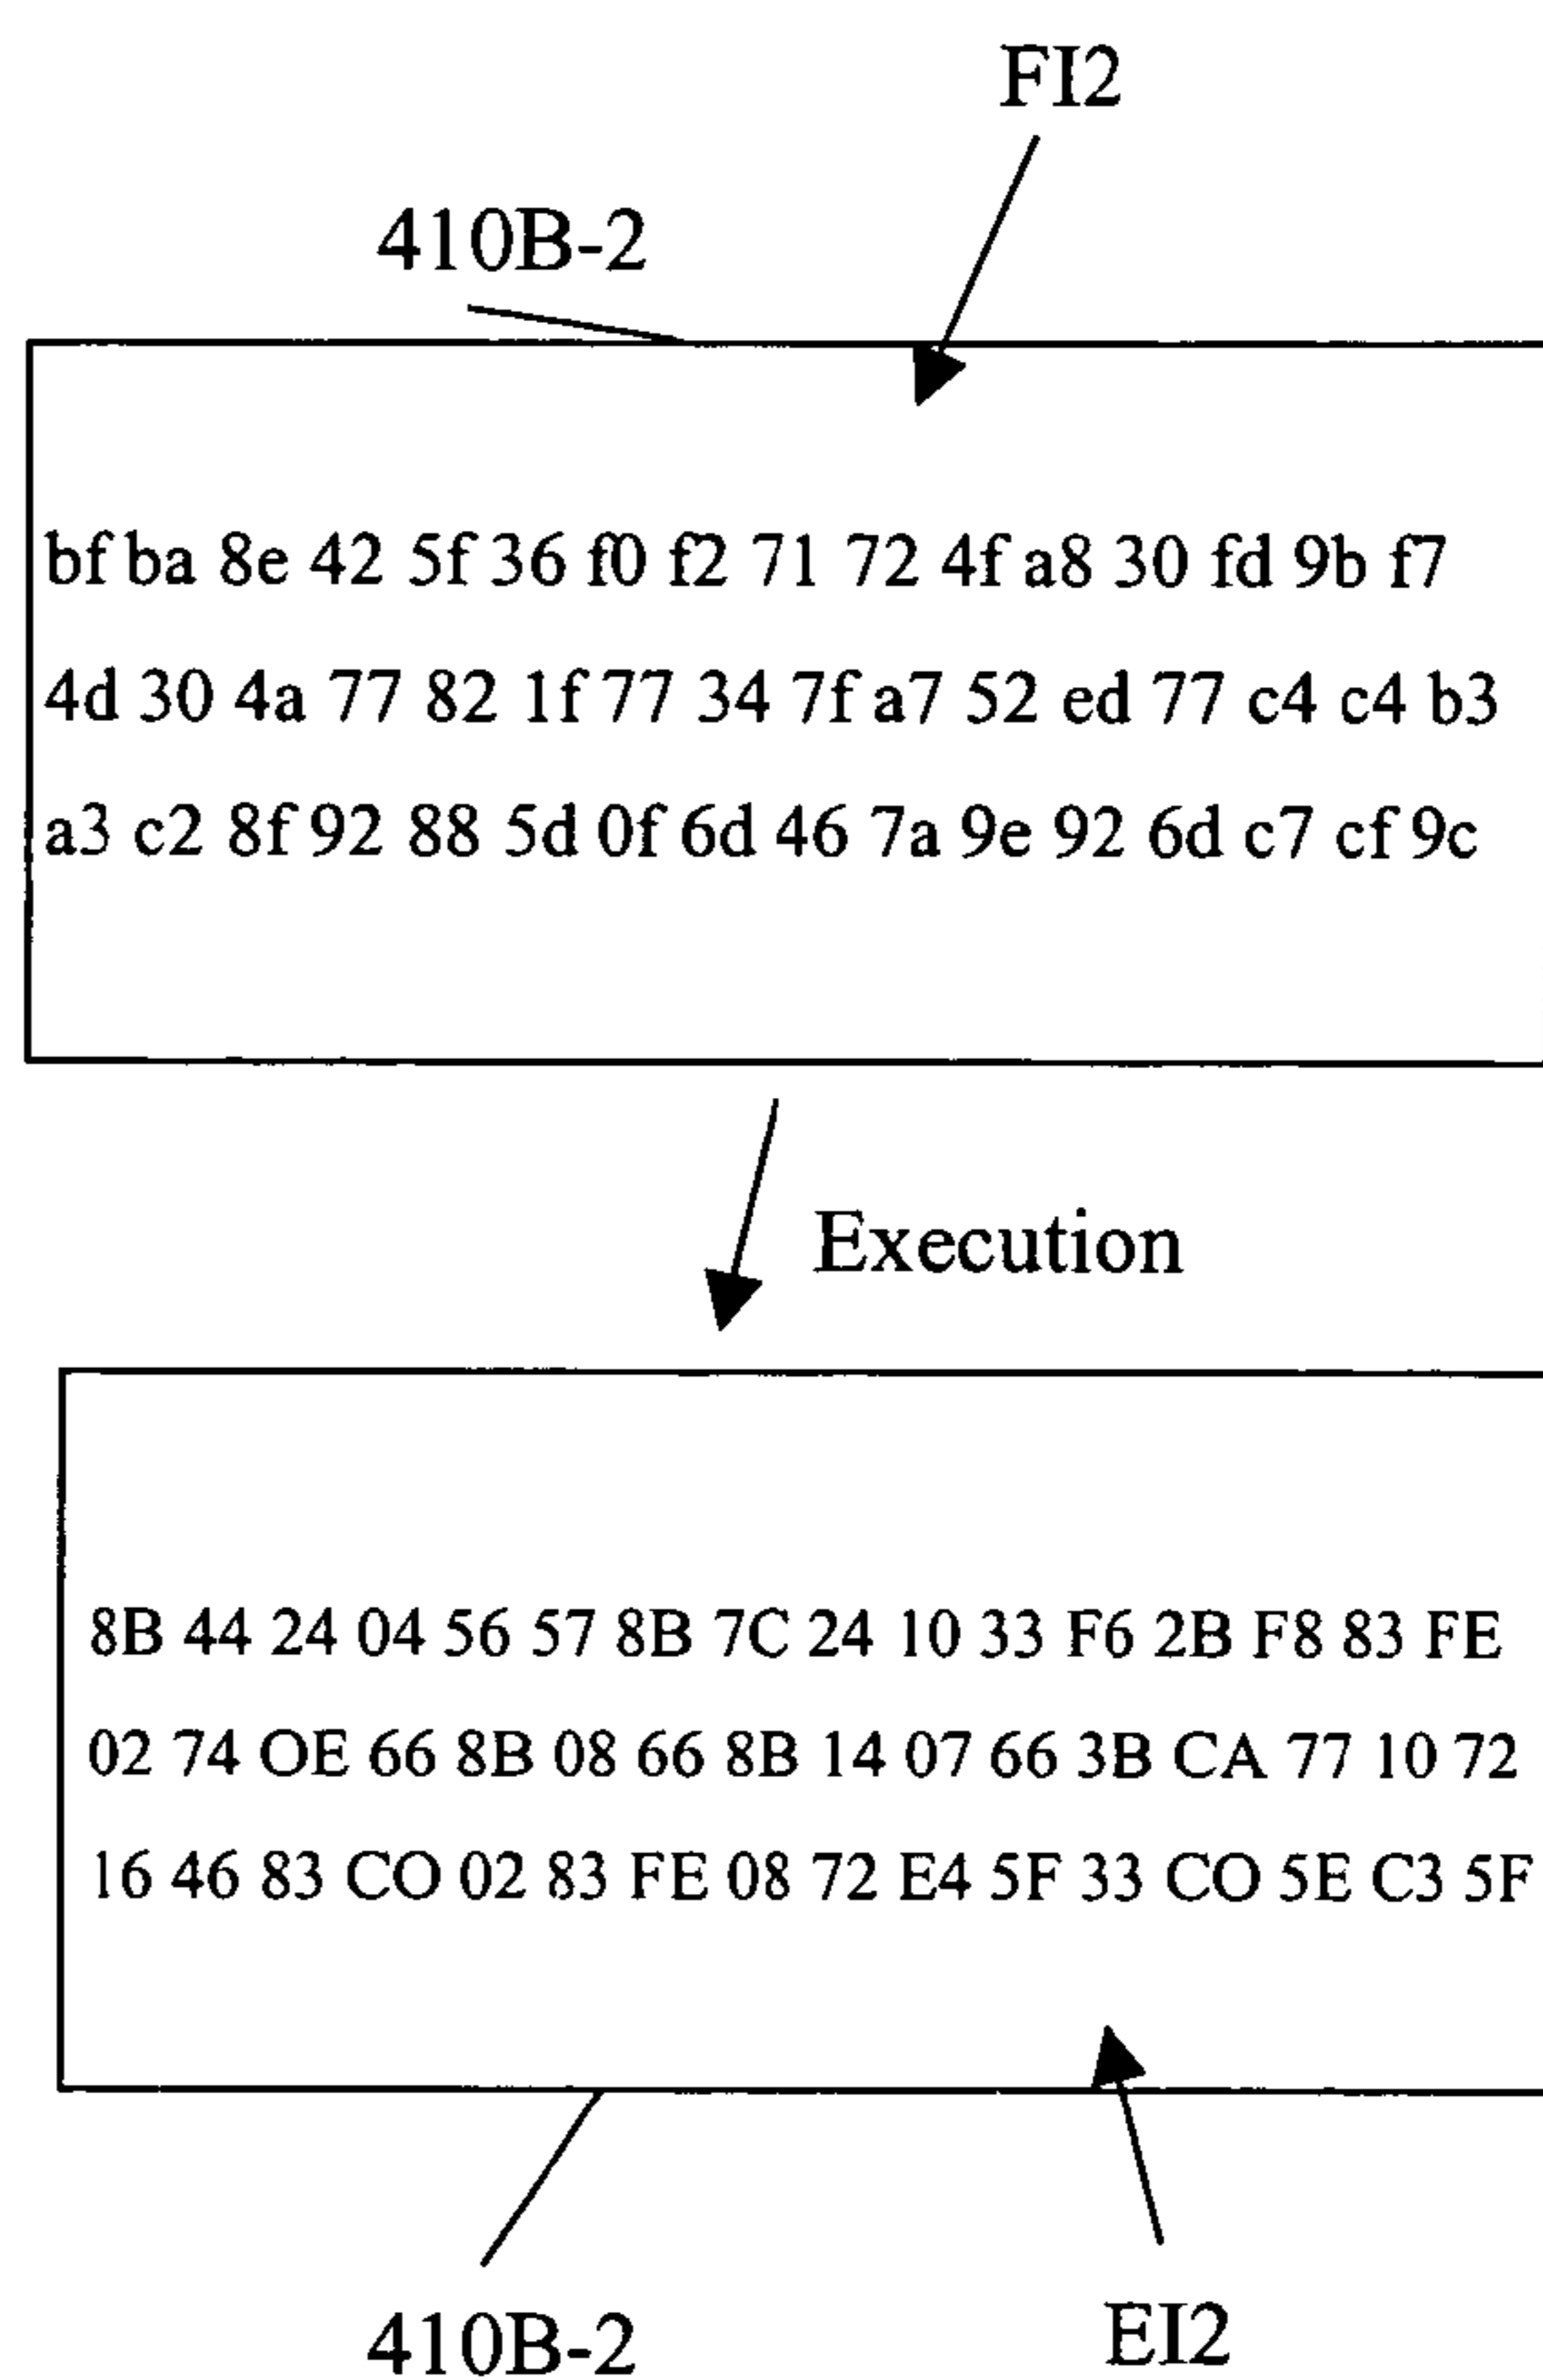 FI2
410B-2
bf ba 8e 42 5f 36 f0 f2 71 72 4f a8 30 fd 9b f7
4d 30 4a 77 82 1f 77 34 7f a7 52 ed 77 c4 c4 b3
a3 c2 8f 92 88 5d 0f 6d 46 7a 9e 92 6d c7 cf 9c
Execution
8B 44 24 04 56 57 8B 7C 24 10 33 F6 2B F8 83 FE
02 74 OE 66 8B 08 66 8B 14 07 66 3B CA 77 10 72
16 46 83 CO 02 83 FE 08 72 E4 5F 33 CO 5E C3 5F
410B-2
EI2